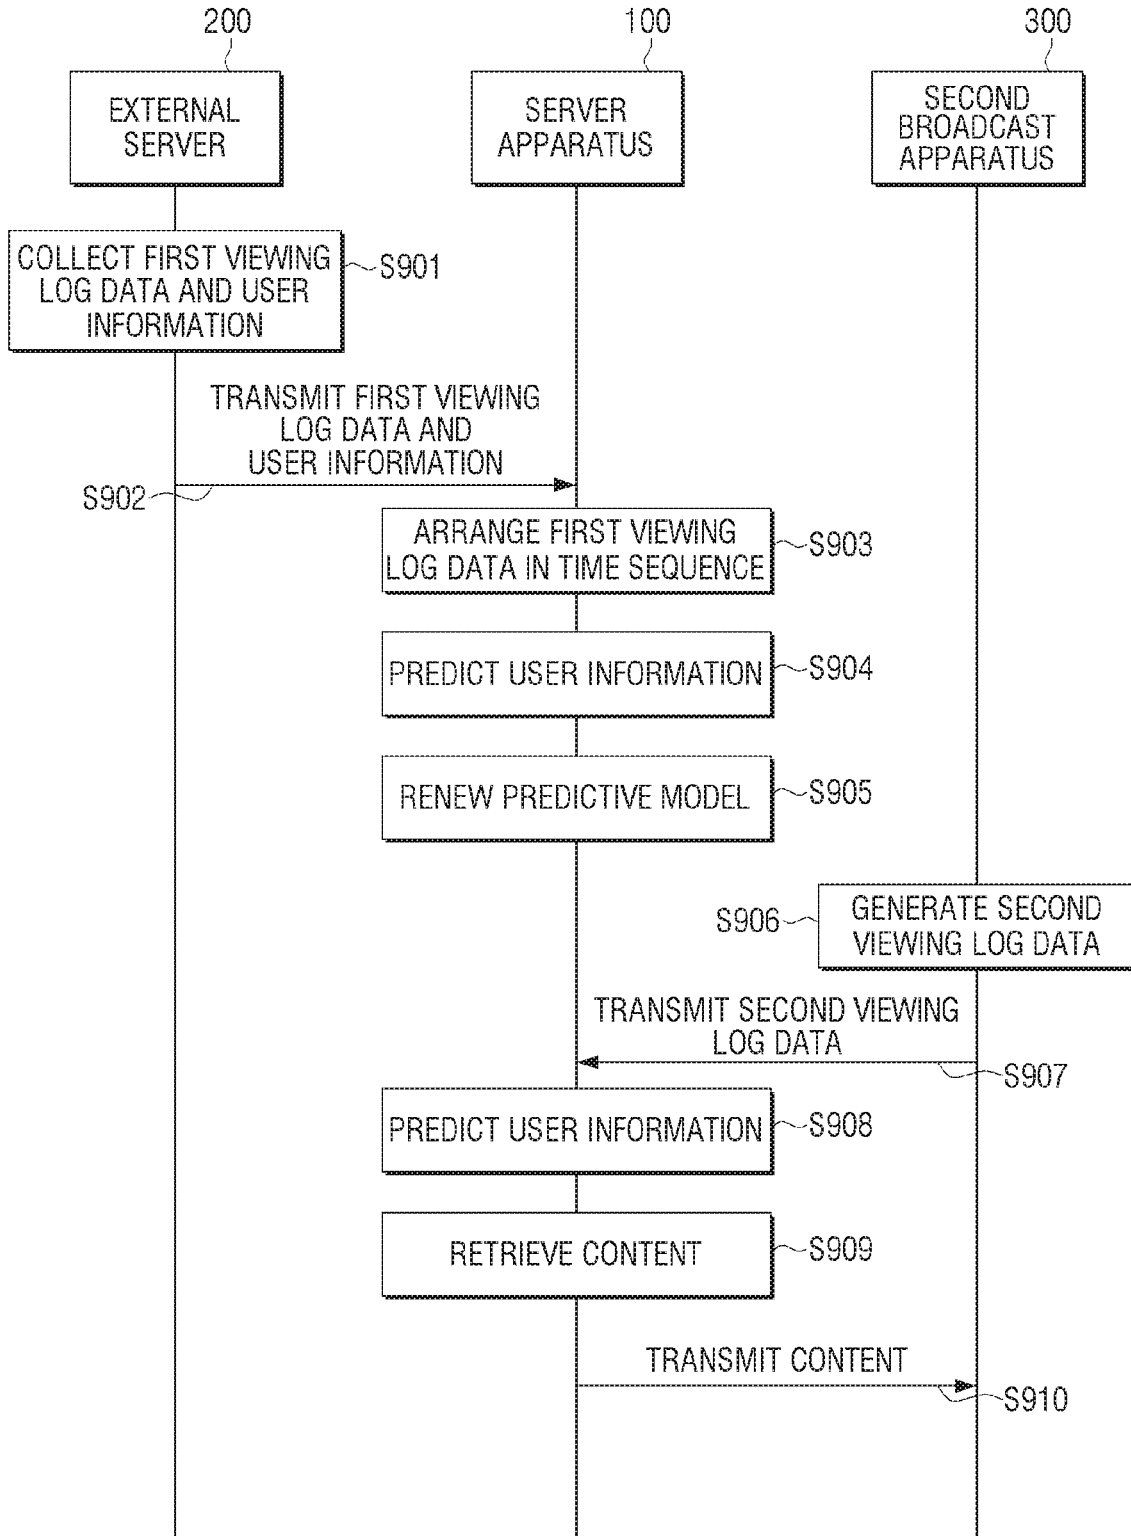 200
100
300
EXTERNAL
SERVER
SERVER
APPARATUS
SECOND
BROADCAST
APPARATUS
COLLECT FIRST VIEWING
LOG DATA AND USER
INFORMATION
S901
TRANSMIT FIRST VIEWING
LOG DATA AND
USER INFORMATION
S902
ARRANGE FIRST VIEWING
LOG DATA IN TIME SEQUENCE
S903
PREDICT USER INFORMATION
S904
RENEW PREDICTIVE MODEL
S905
S906
GENERATE SECOND
VIEWING LOG DATA
TRANSMIT SECOND VIEWING
LOG DATA
S907
PREDICT USER INFORMATION
S908
RETRIEVE CONTENT
S909
TRANSMIT CONTENT
S910